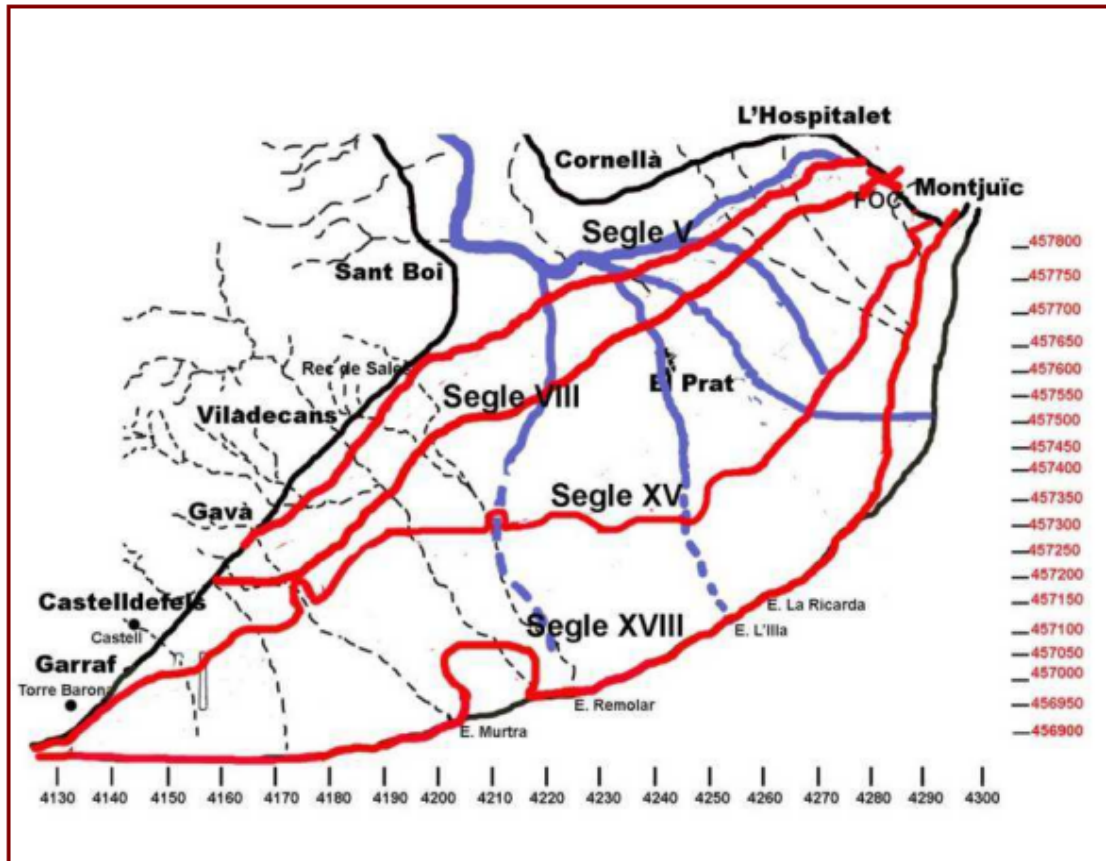 L'Hospitalet
Cornellà
Montjuïc
FOC
Segle V
Sant Boi
Rec de Sales
El Prat
Segle VIII
Viladecans
Segle XV
Gavà
Castelldefels
Castell
Segle XVIII
E. La Ricarda
E. L'Illa
Garraf
Torre Barona
E. Remolar
E. Murtra
457800
457750
457700
457650
457600
457550
457500
457450
457400
457350
457300
457250
457200
457150
457100
457050
457000
456950
456900
4130 4140 4150 4160 4170 4180 4190 4200 4210 4220 4230 4240 4250 4260 4270 4280 4290 4300